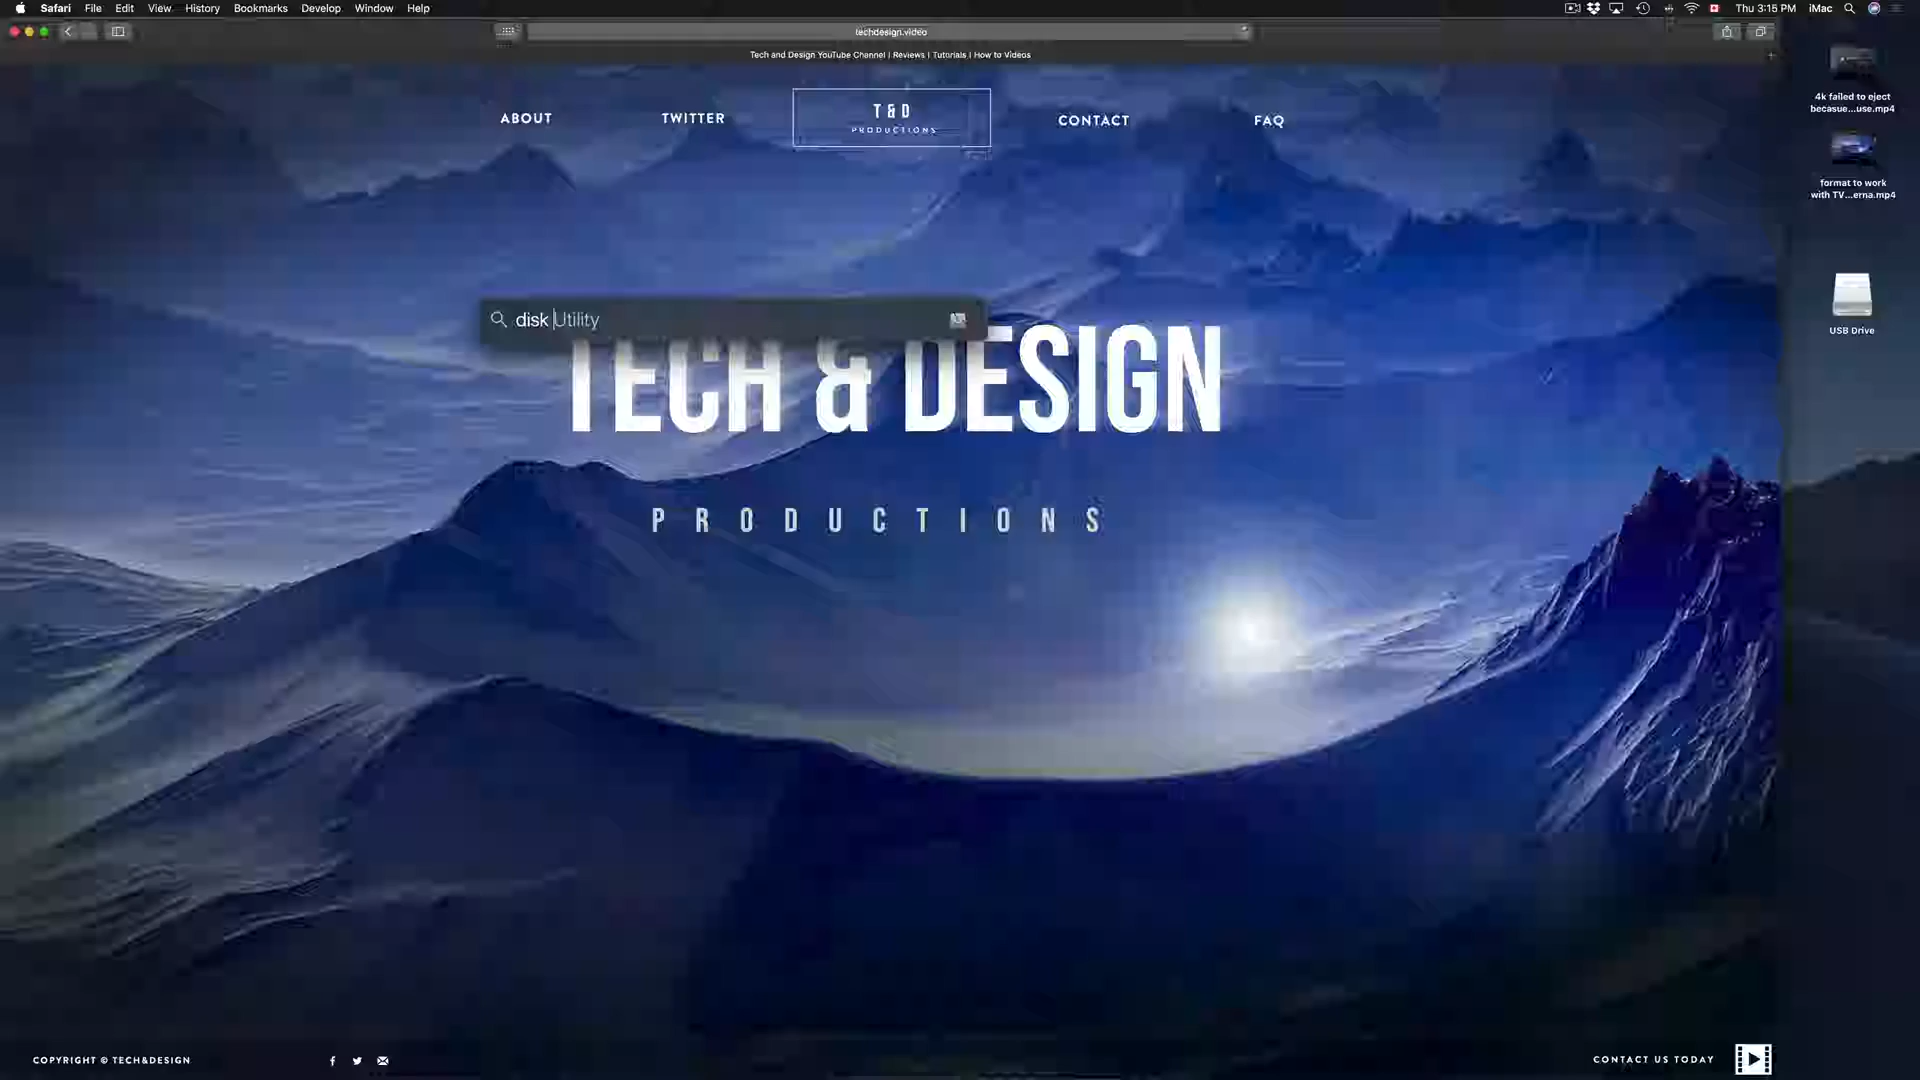 Safari File Edit View History Bookmarks Develop Window Help
Thu 3:15 PM iMac
techdesign.video
Tech and Design YouTube Channel | Reviews | Tutorials | How to Videos
ABOUT
TWITTER
T & D
PRODUCTIONS
CONTACT
FAQ
4k failed to eject
becasue...use.mp4
format to work
with TV...erna.mp4
USB Drive
disk Utility
TECH & DESIGN
PRODUCTIONS
COPYRIGHT © TECH&DESIGN
CONTACT US TODAY